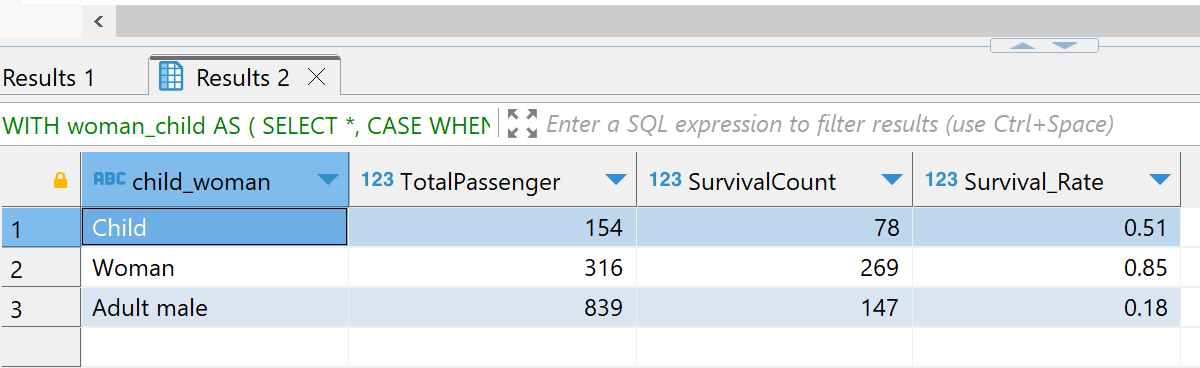 Results 1 Results 2
WITH woman_child AS ( SELECT *, CASE WHEN Enter a SQL expression to filter results (use Ctrl+Space)
ABC child_woman 123 TotalPassenger 123 SurvivalCount 123 Survival_Rate
1 Child 154 78 0.51
2 Woman 316 269 0.85
3 Adult male 839 147 0.18